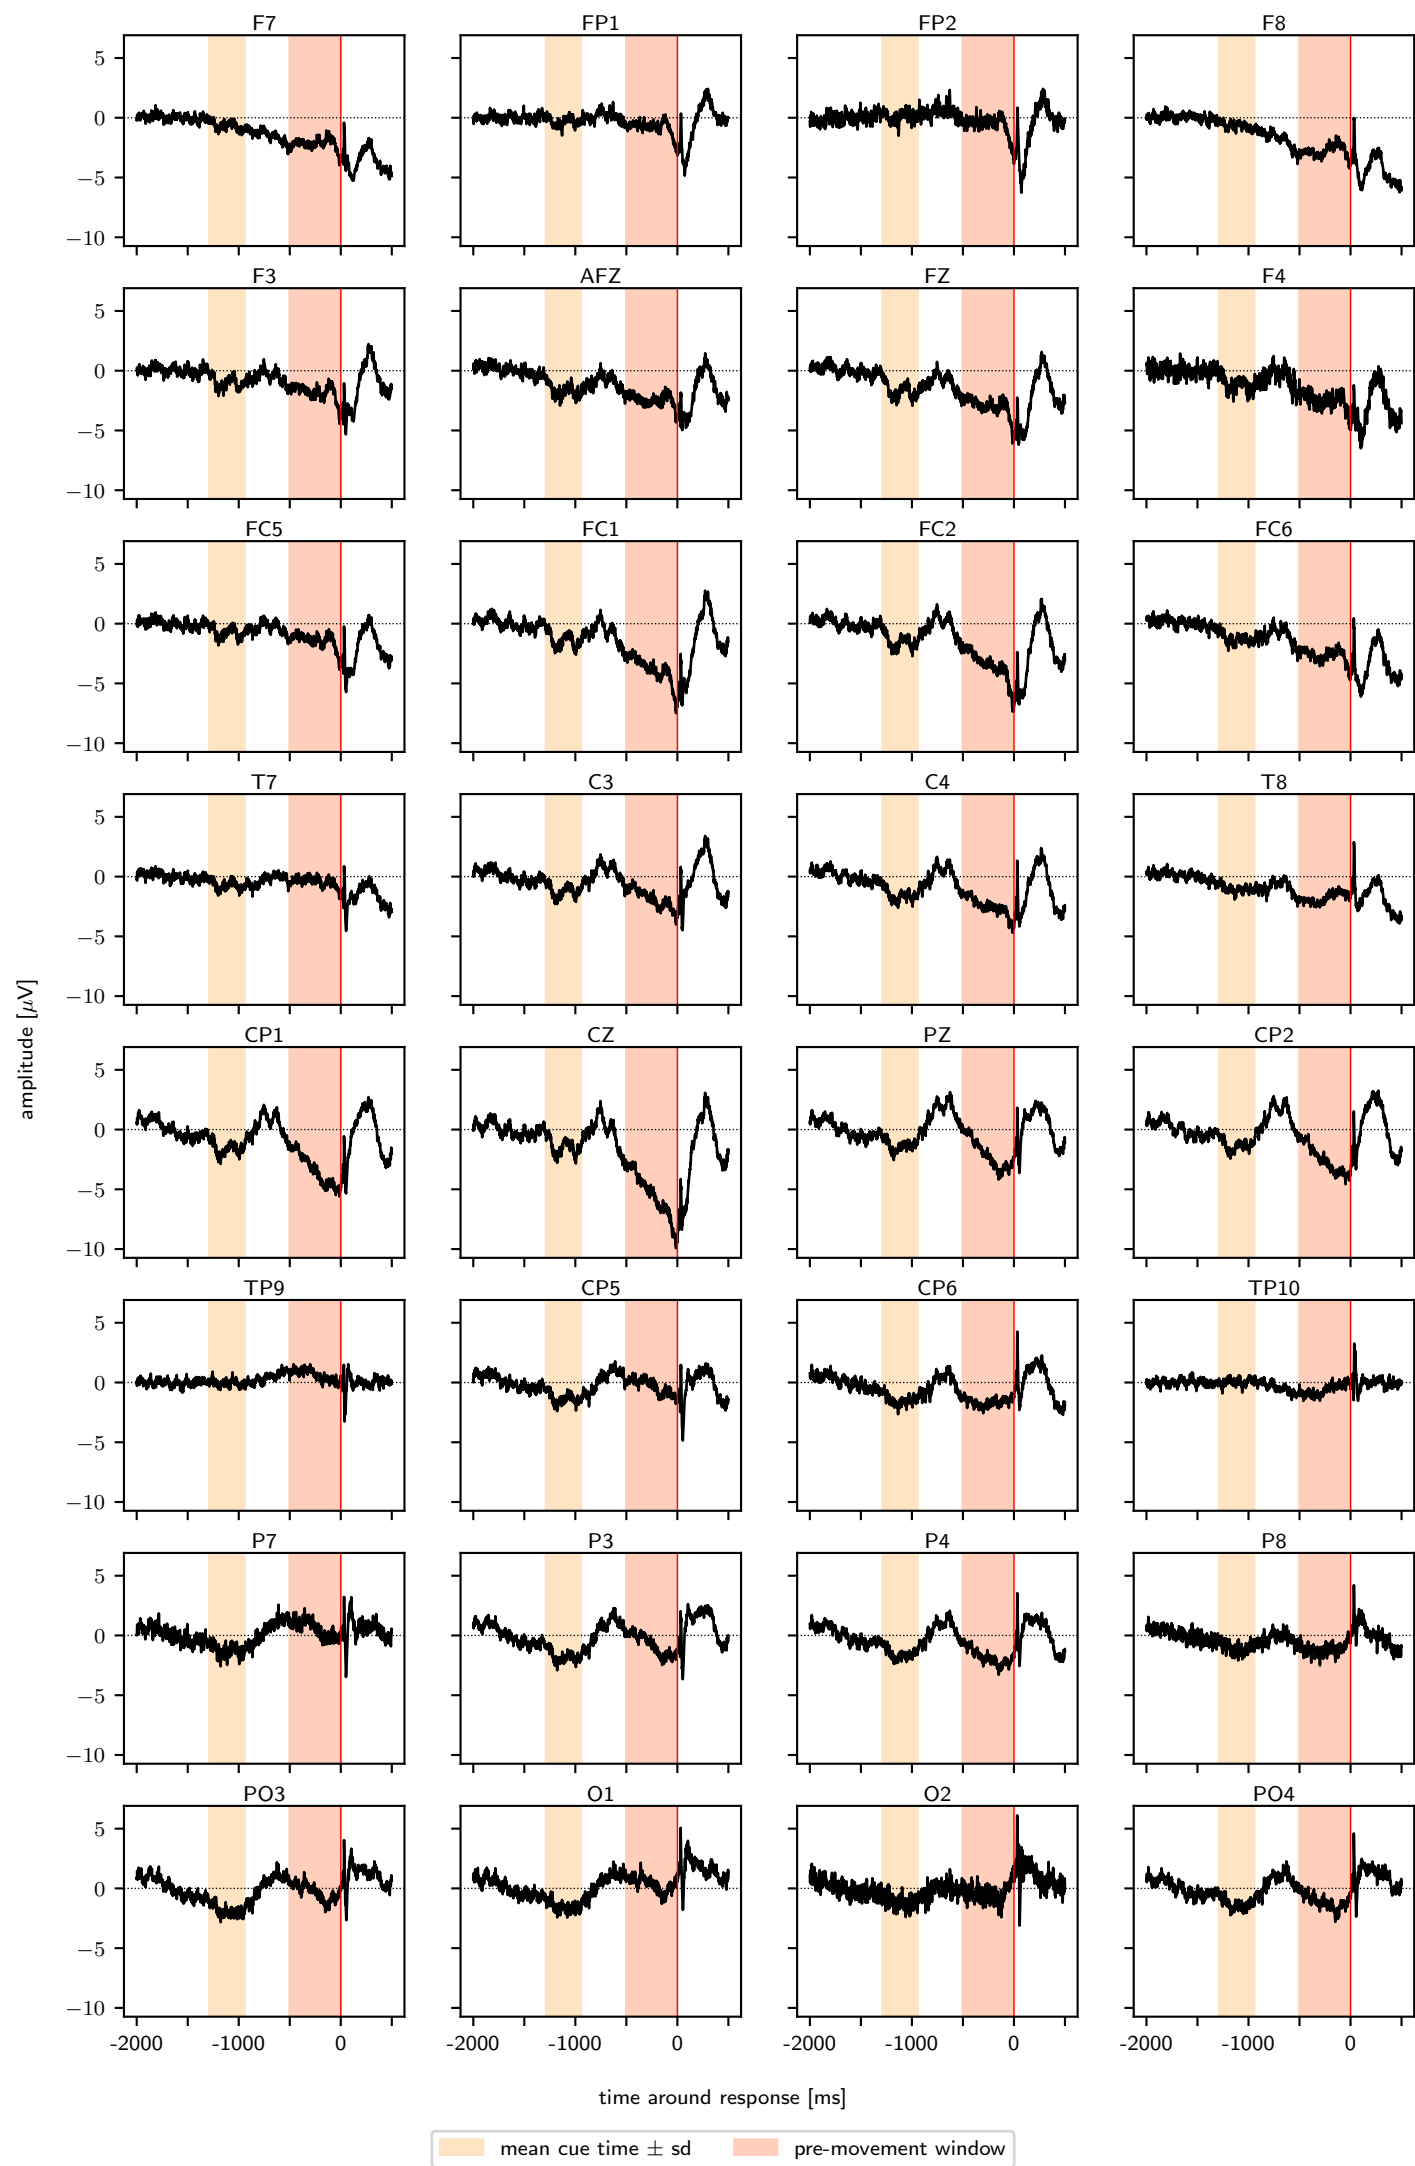 F7 FP1 FP2 F8
5
0
−5
−10
F3 AFZ FZ F4
5
0
−5
−10
FC5 FC1 FC2 FC6
5
0
−5
−10
T7 C3 C4 T8
5
0
−5
−10
amplitude [μV]
CP1 CZ PZ CP2
5
0
−5
−10
TP9 CP5 CP6 TP10
5
0
−5
−10
P7 P3 P4 P8
5
0
−5
−10
PO3 O1 O2 PO4
5
0
−5
−10
-2000 -1000 0 -2000 -1000 0 -2000 -1000 0 -2000 -1000 0
time around response [ms]
mean cue time ± sd pre-movement window